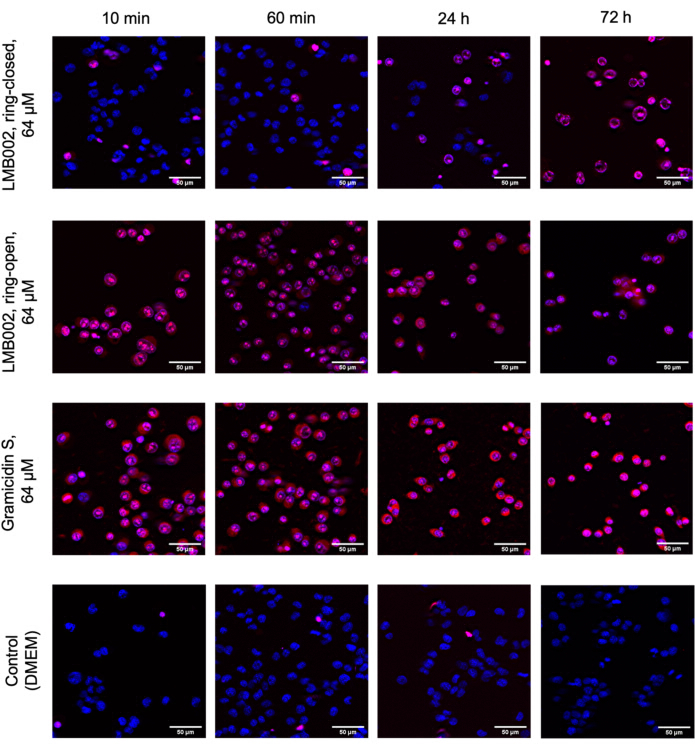 10 min
60 min
24 h
72 h
LMB002, ring-closed,
64 µM
50 µm
50 µm
50 µm
50 µm
LMB002, ring-open,
64 µM
50 µm
50 µm
50 µm
50 µm
Gramicidin S,
64 µM
50 µm
50 µm
50 µm
50 µm
Control
(DMEM)
50 µm
50 µm
50 µm
50 µm